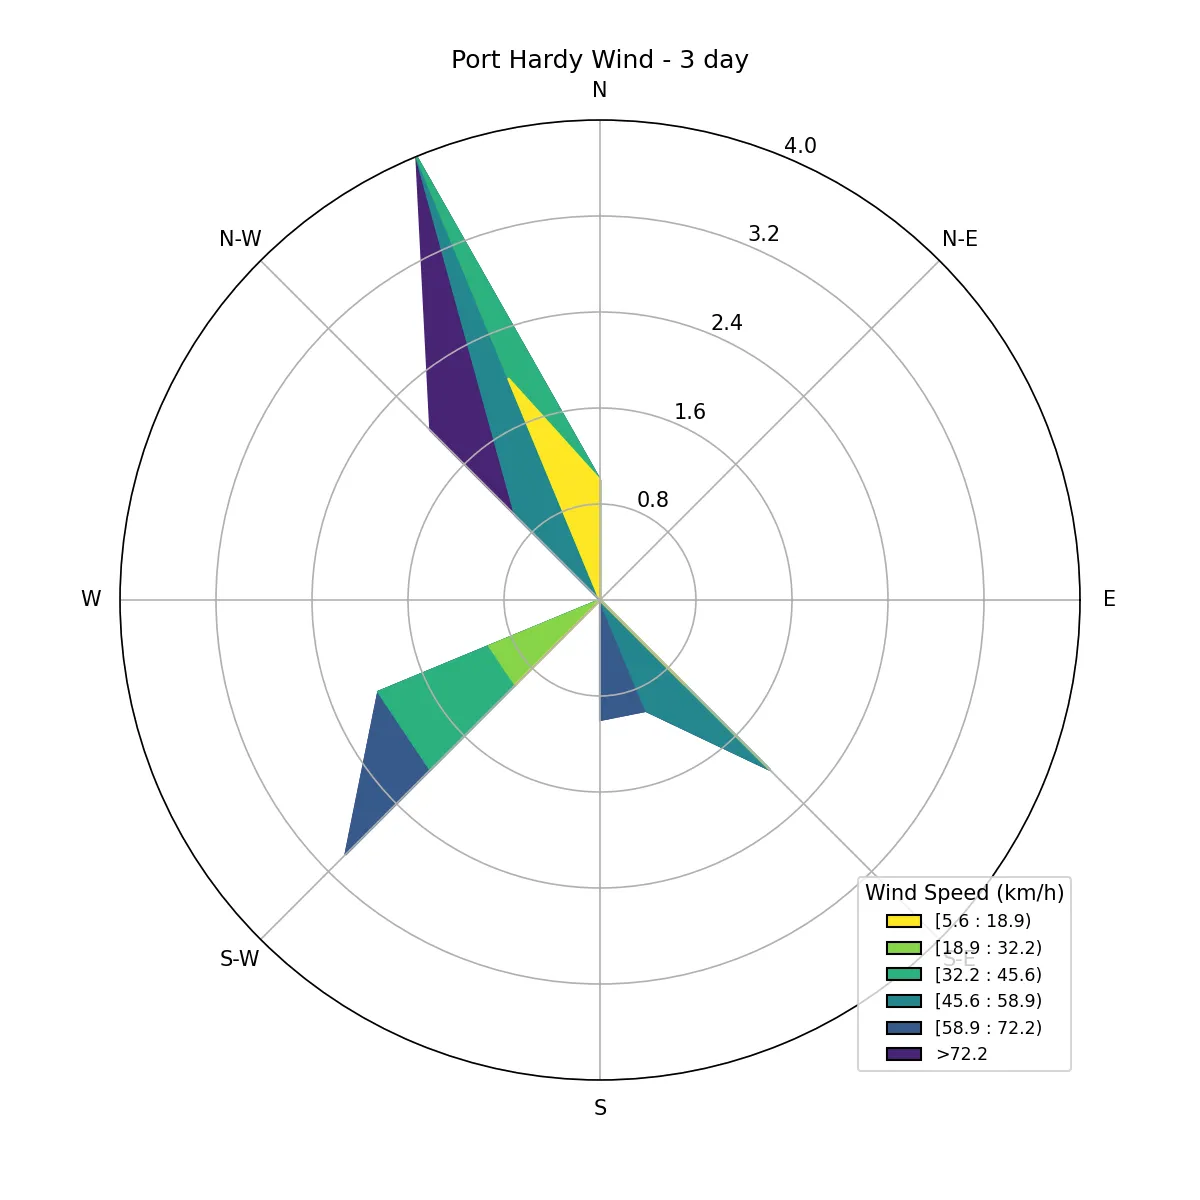 Port Hardy Wind - 3 day
N
4.0
N-W
N-E
3.2
2.4
1.6
0.8
W
E
Wind Speed (km/h)
[5.6 : 18.9)
[18.9 : 32.2)
S-W
S-E
[32.2 : 45.6)
[45.6 : 58.9)
[58.9 : 72.2)
>72.2
S